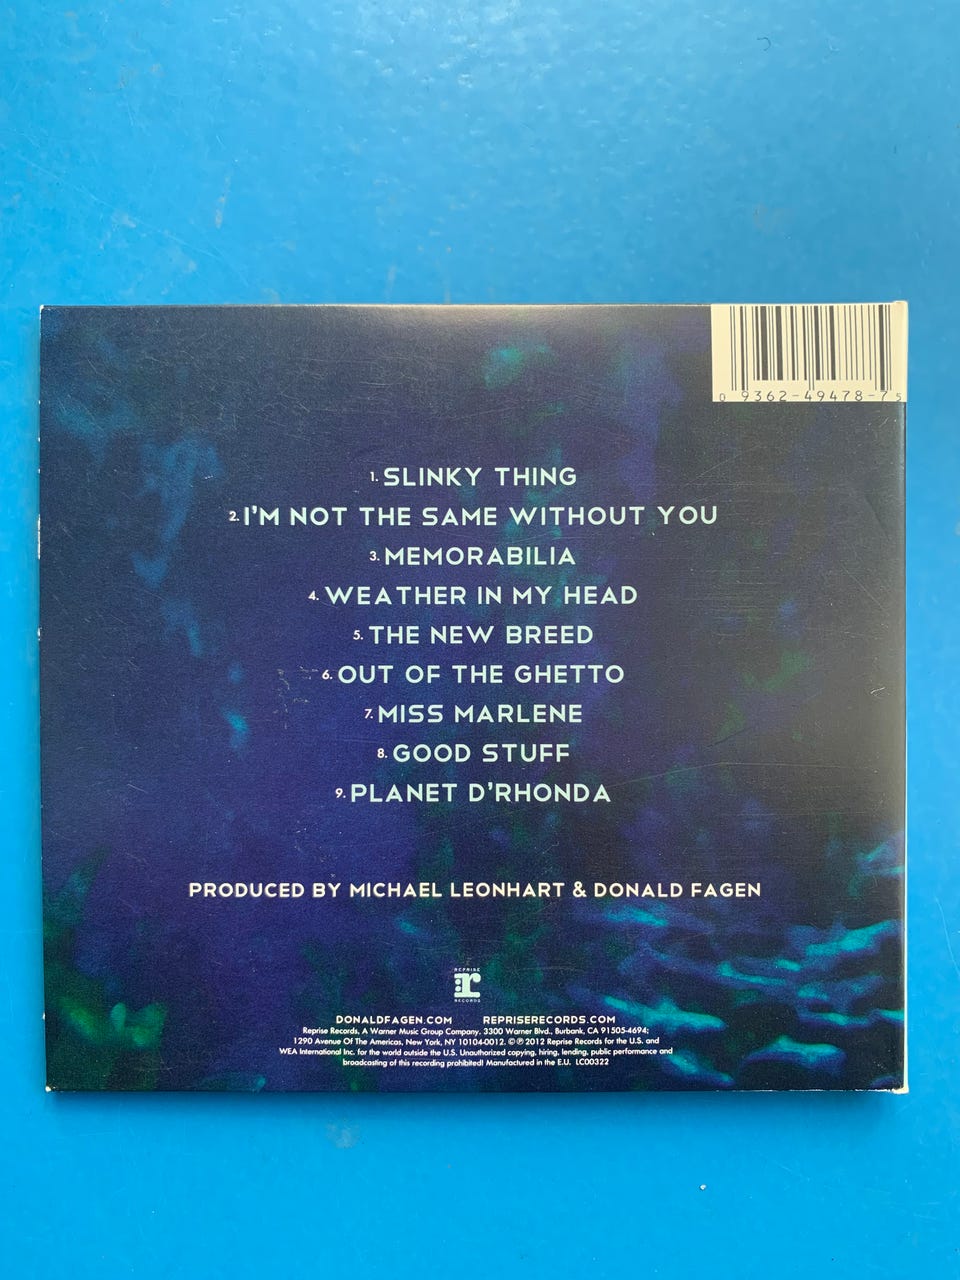 0 9362-49478-7 5
1. SLINKY THING
2. I'M NOT THE SAME WITHOUT YOU
3. MEMORABILIA
4. WEATHER IN MY HEAD
5. THE NEW BREED
6. OUT OF THE GHETTO
7. MISS MARLENE
8. GOOD STUFF
9. PLANET D'RHONDA
PRODUCED BY MICHAEL LEONHART & DONALD FAGEN
REPRISE
r:
RECORDS
DONALDFAGEN.COM REPRISERECORDS.COM
Reprise Records, A Warner Music Group Company, 3300 Warner Blvd., Burbank, CA 91505-4694;
1290 Avenue Of The Americas, New York, NY 10104-0012. © ℗ 2012 Reprise Records for the U.S. and
WEA International Inc. for the world outside the U.S. Unauthorized copying, hiring, lending, public performance and
broadcasting of this recording prohibited! Manufactured in the E.U. LC00322